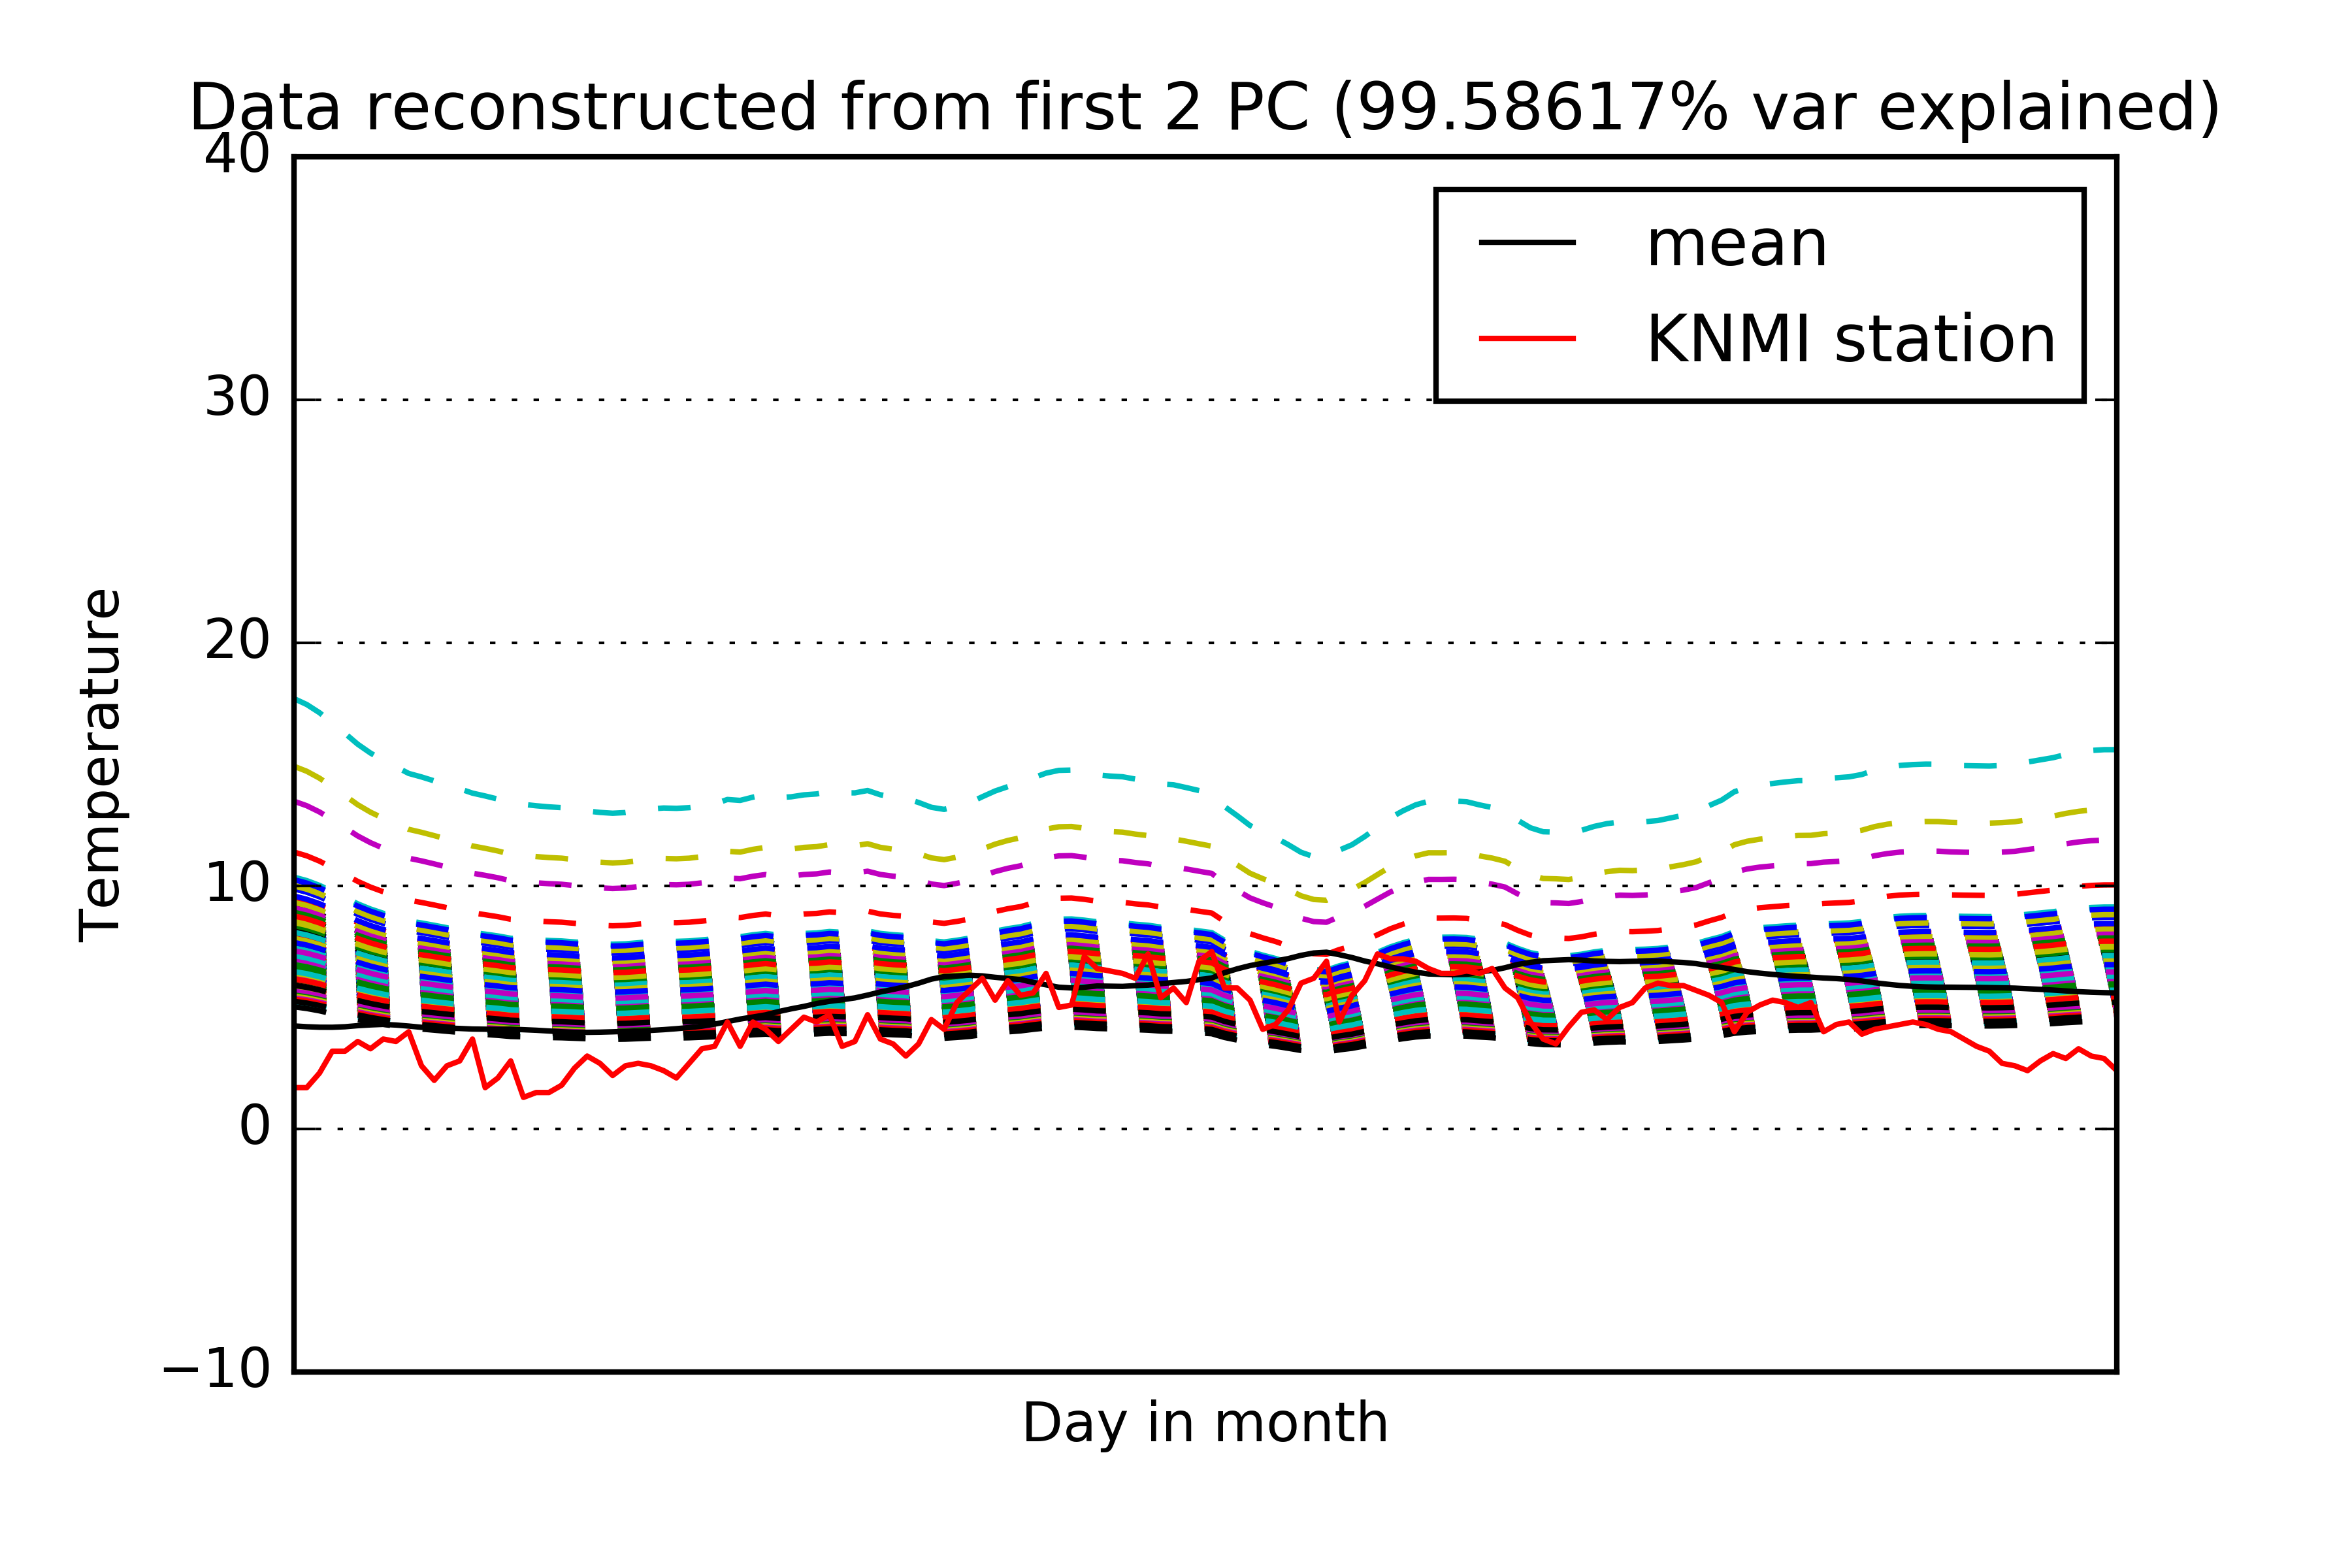 Data reconstructed from first 2 PC (99.58617% var explained)
40
mean
KNMI station
30
20
10
0
−10
Temperature
Day in month